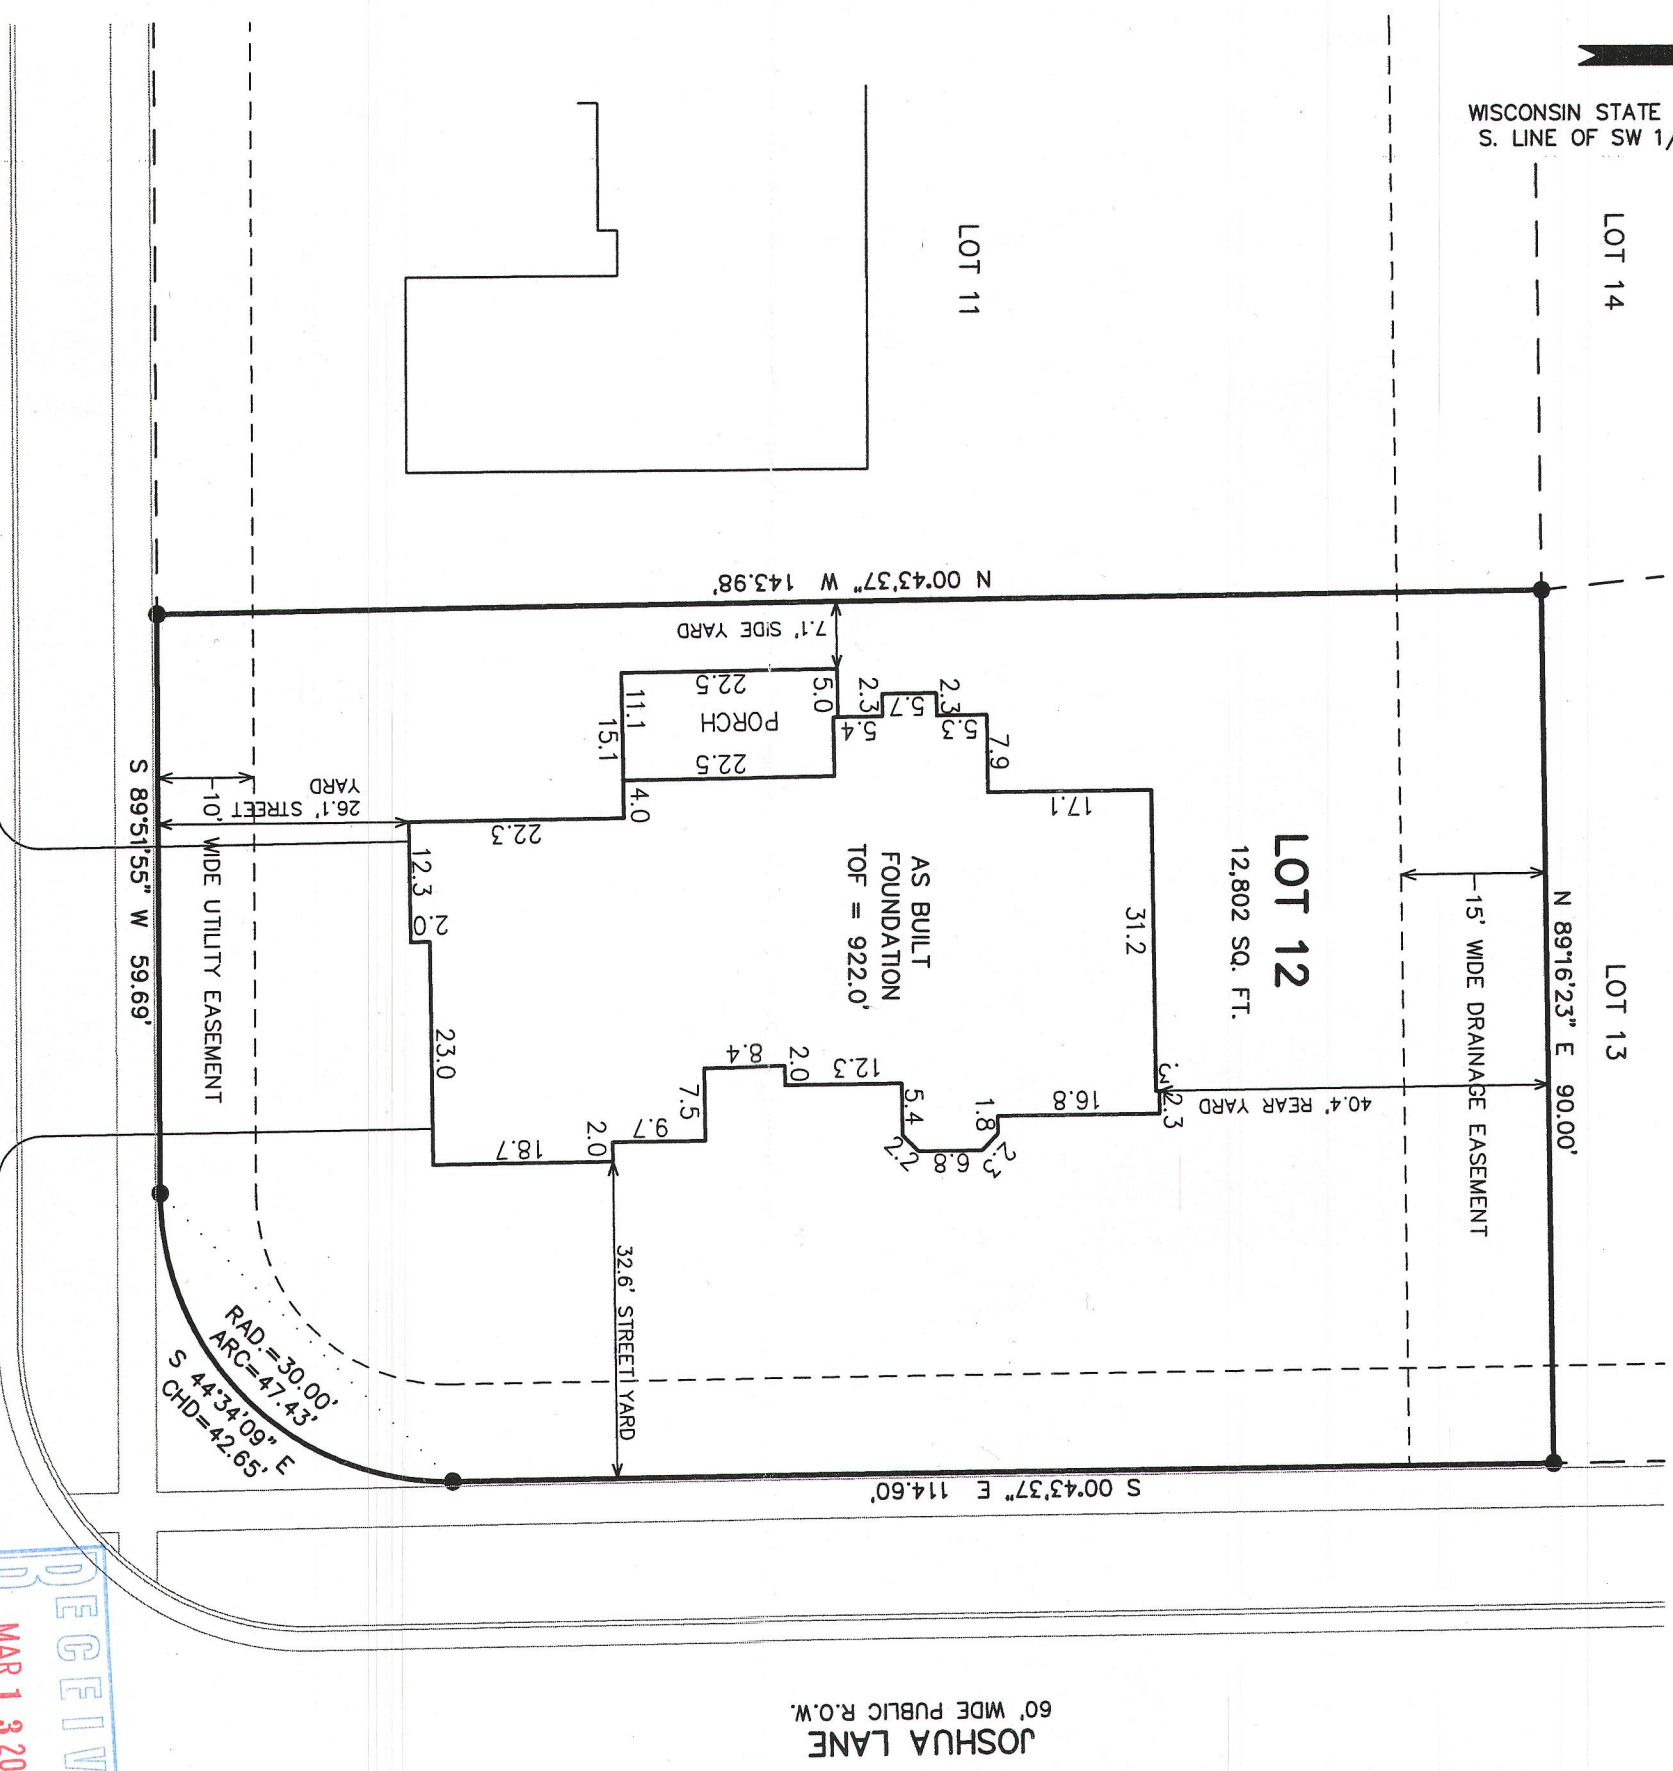 WISCONSIN STATE
S. LINE OF SW 1/
LOT 14
LOT 11
N 00°43'37" W 143.98'
7.1' SIDE YARD
22.5
PORCH
22.5
5.0
11.1
15.1
4.0
2.3
5.4
5.7
2.3
5.3
7.9
17.1
31.2
LOT 12
12,802 SQ. FT.
AS BUILT
FOUNDATION
TOF = 922.0'
26.1' STREET
YARD
22.3
12.3
2.0
23.0
18.7
2.0
9.7
7.5
8.4
2.0
12.3
5.4
2.2
6.8
2.3
1.8
16.8
2.3
.3
40.4' REAR YARD
15' WIDE DRAINAGE EASEMENT
N 89°16'23" E 90.00'
LOT 13
10' WIDE UTILITY EASEMENT
S 89°51'55" W 59.69'
32.6' STREET YARD
RAD.=30.00'
ARC=47.43'
S 44°34'09" E
CHD=42.65'
S 00°43'37" E 114.60'
JOSHUA LANE
60' WIDE PUBLIC R.O.W.
RECEIV
MAR 1 3 20